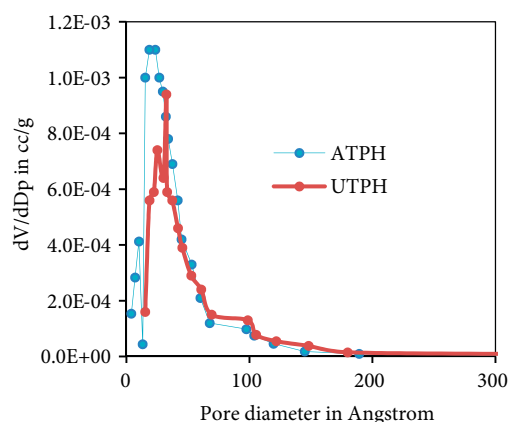 1.2E-03
1.0E-03
8.0E-04
6.0E-04
4.0E-04
2.0E-04
0.0E+00
dV/dDp in cc/g
ATPH
UTPH
0 100 200 300
Pore diameter in Angstrom